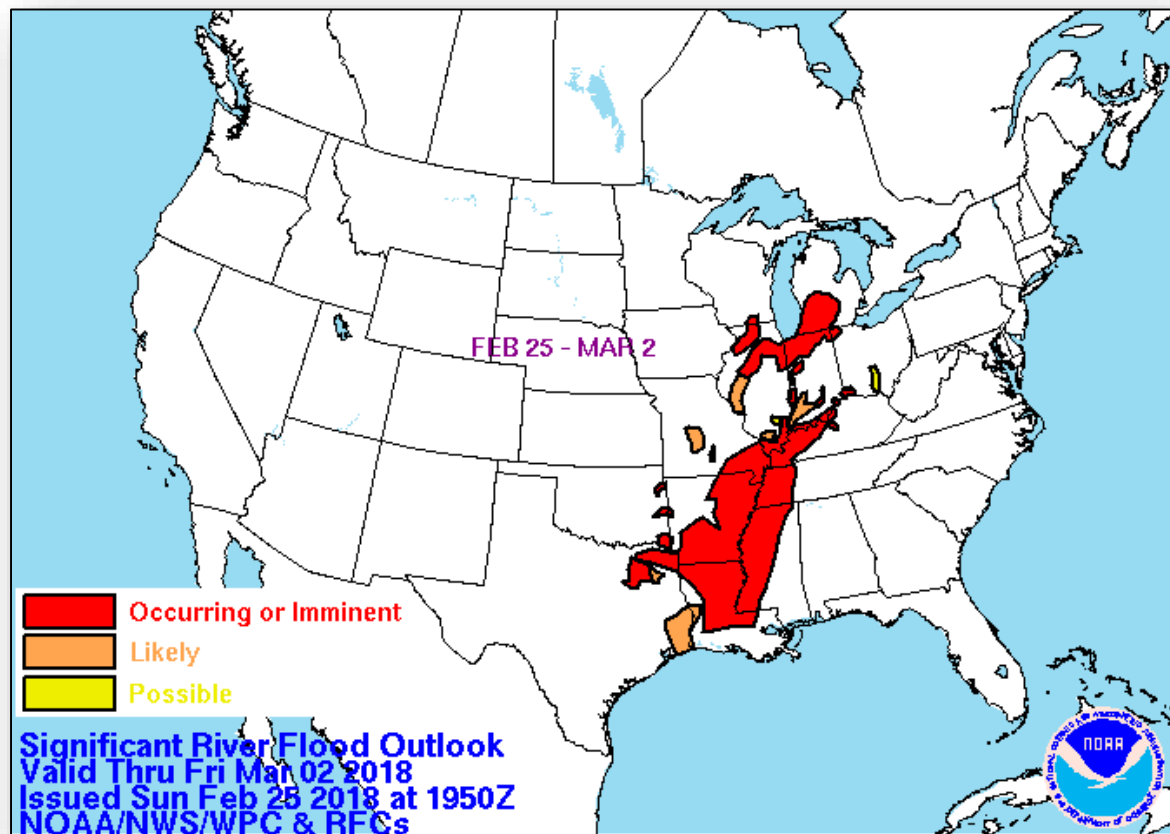 FEB 25 - MAR 2
Occurring or Imminent
Likely
Possible
Significant River Flood Outlook
Valid Thru Fri Mar 02 2018
Issued Sun Feb 25 2018 at 1950Z
NOAA/NWS/WPC & RFCs
NOAA